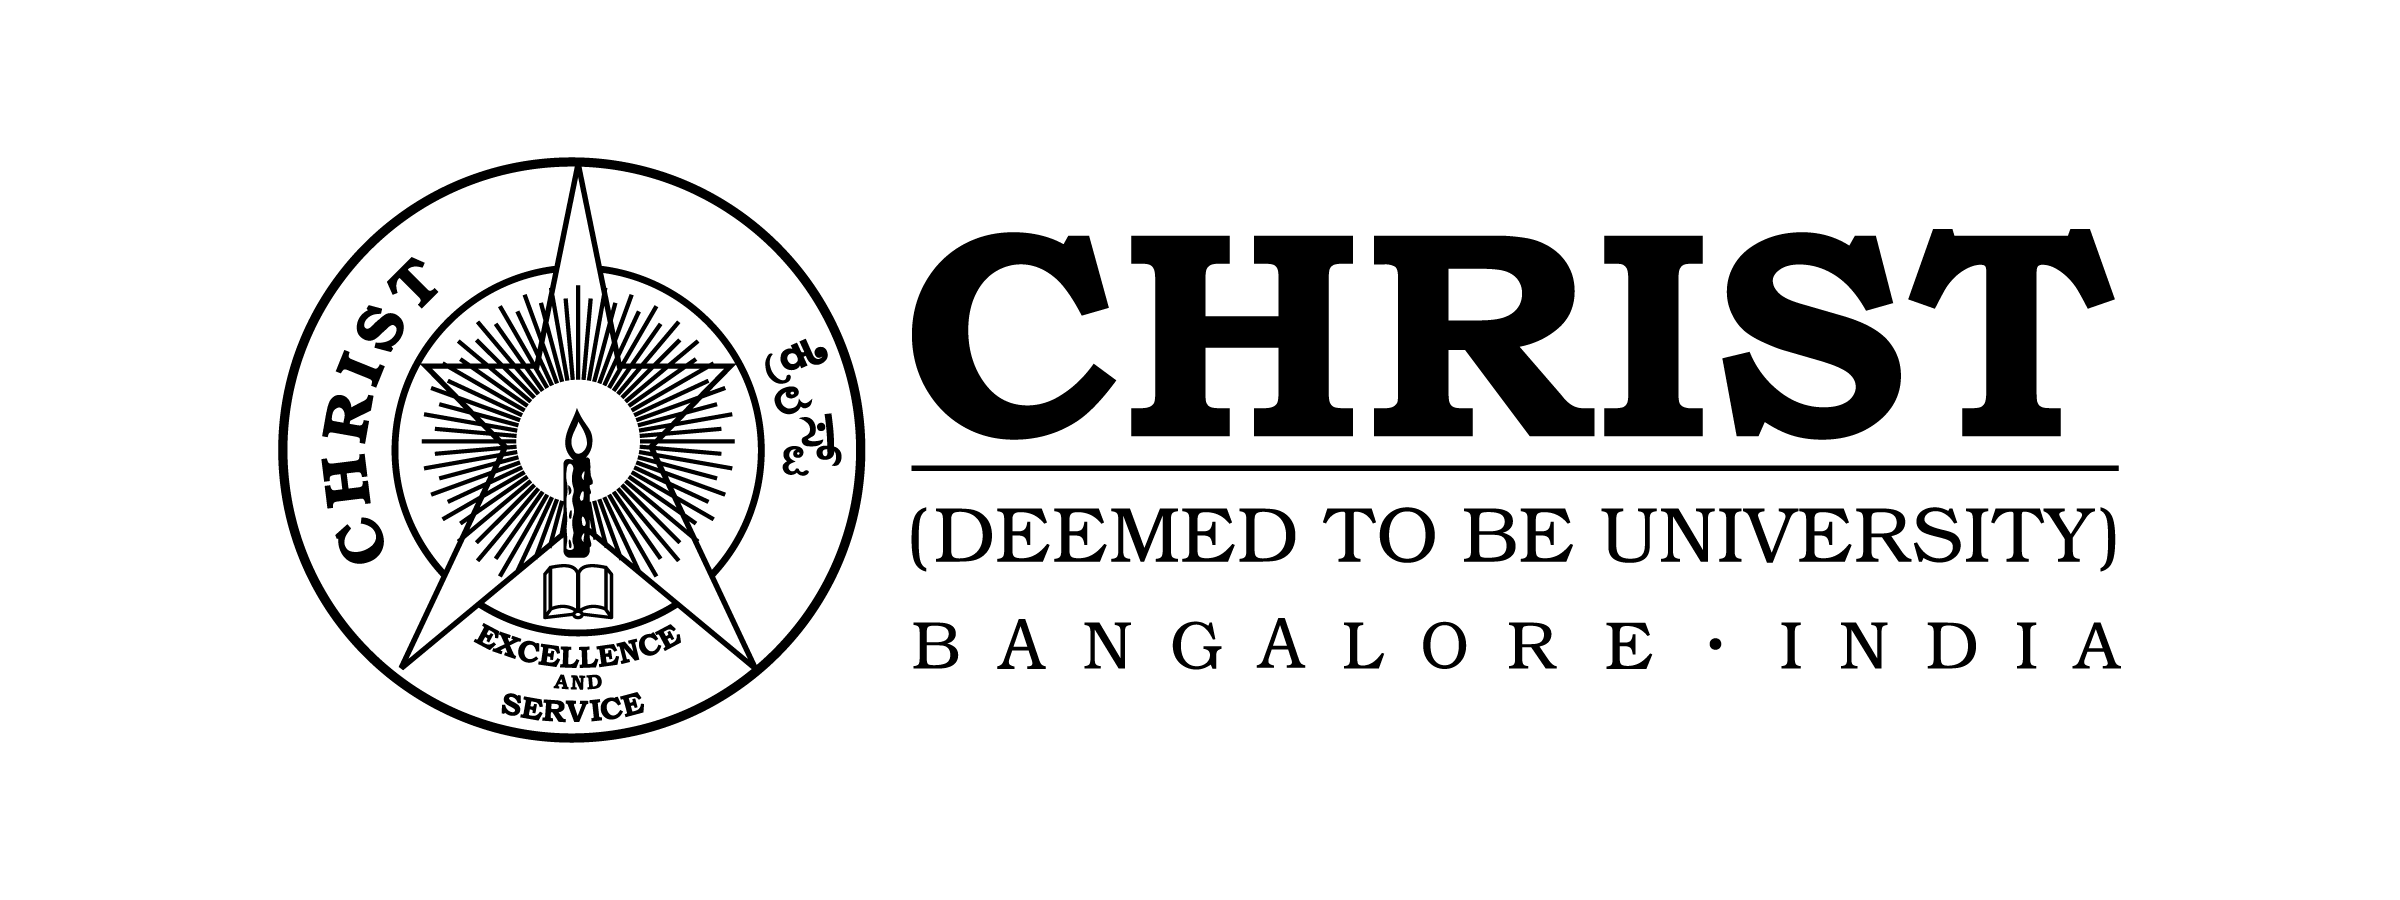 CHRIST
ಕ್ರೈಸ್ಟ್
EXCELLENCE
AND
SERVICE
CHRIST
(DEEMED TO BE UNIVERSITY)
BANGALORE · INDIA